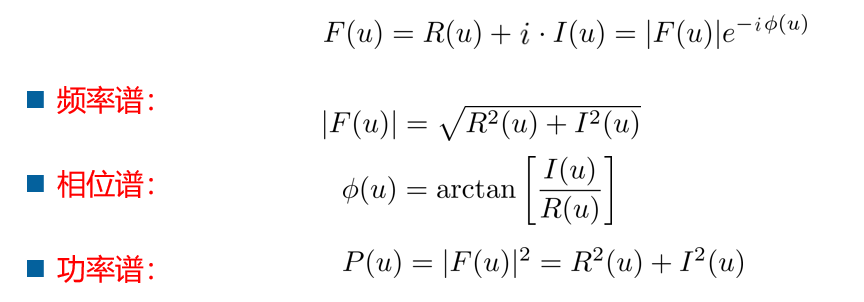 F(u) = R(u) + i · I(u) = |F(u)|e^{-iϕ(u)}
频率谱：
|F(u)| = √(R²(u) + I²(u))
相位谱：
ϕ(u) = arctan [I(u)/R(u)]
功率谱：
P(u) = |F(u)|² = R²(u) + I²(u)